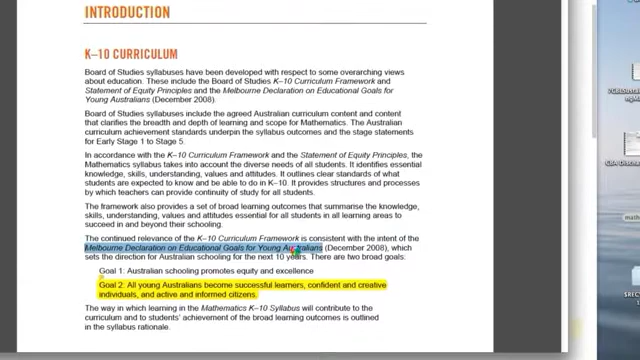 INTRODUCTION
K–10 CURRICULUM
Board of Studies syllabuses have been developed with respect to some overarching views
about education. These include the Board of Studies K–10 Curriculum Framework and
Statement of Equity Principles and the Melbourne Declaration on Educational Goals for
Young Australians (December 2008).
Board of Studies syllabuses include the agreed Australian curriculum content and content
that clarifies the breadth and depth of learning and scope for Mathematics. The Australian
curriculum achievement standards underpin the syllabus outcomes and the stage statements
for Early Stage 1 to Stage 5.
In accordance with the K–10 Curriculum Framework and the Statement of Equity Principles, the
Mathematics syllabus takes into account the diverse needs of all students. It identifies essential
knowledge, skills, understanding, values and attitudes. It outlines clear standards of what
students are expected to know and be able to do in K–10. It provides structures and processes
by which teachers can provide continuity of study for all students.
The framework also provides a set of broad learning outcomes that summarise the knowledge,
skills, understanding, values and attitudes essential for all students in all learning areas to
succeed in and beyond their schooling.
The continued relevance of the K–10 Curriculum Framework is consistent with the intent of the
Melbourne Declaration on Educational Goals for Young Australians (December 2008), which
sets the direction for Australian schooling for the next 10 years. There are two broad goals:
Goal 1: Australian schooling promotes equity and excellence
Goal 2: All young Australians become successful learners, confident and creative
individuals, and active and informed citizens.
The way in which learning in the Mathematics K–10 Syllabus will contribute to the
curriculum and to students' achievement of the broad learning outcomes is outlined
in the syllabus rationale.